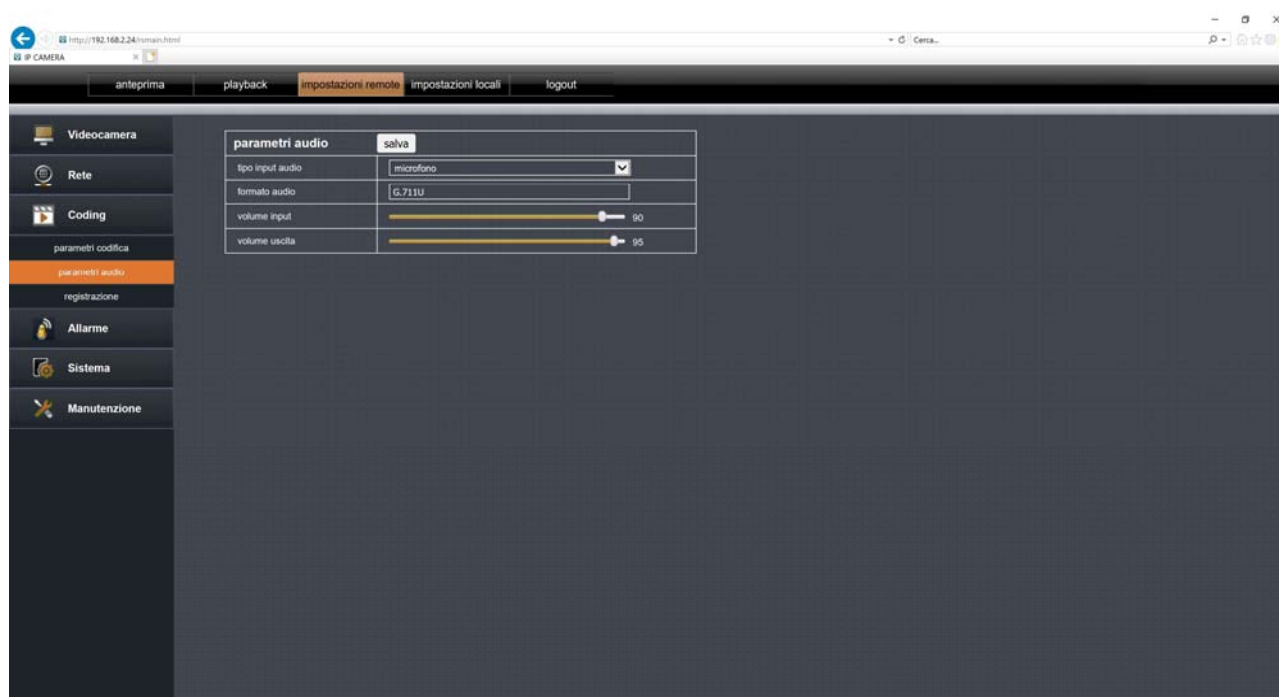 http://192.168.2.24/rsmain.html
Cerca...
IP CAMERA
anteprima playback impostazioni remote impostazioni locali logout
Videocamera
Rete
Coding
parametri codifica
parametri audio
registrazione
Allarme
Sistema
Manutenzione
parametri audio salva
tipo input audio microfono
formato audio G.711U
volume input 90
volume uscita 95